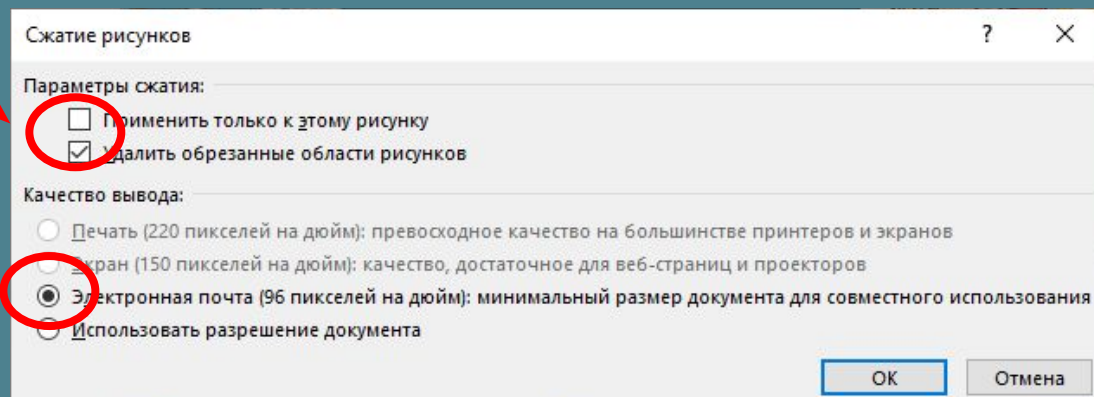 Сжатие рисунков
?
Параметры сжатия:
Применить только к этому рисунку
Удалить обрезанные области рисунков
Качество вывода:
Печать (220 пикселей на дюйм): превосходное качество на большинстве принтеров и экранов
Экран (150 пикселей на дюйм): качество, достаточное для веб-страниц и проекторов
Электронная почта (96 пикселей на дюйм): минимальный размер документа для совместного использования
Использовать разрешение документа
ОК Отмена